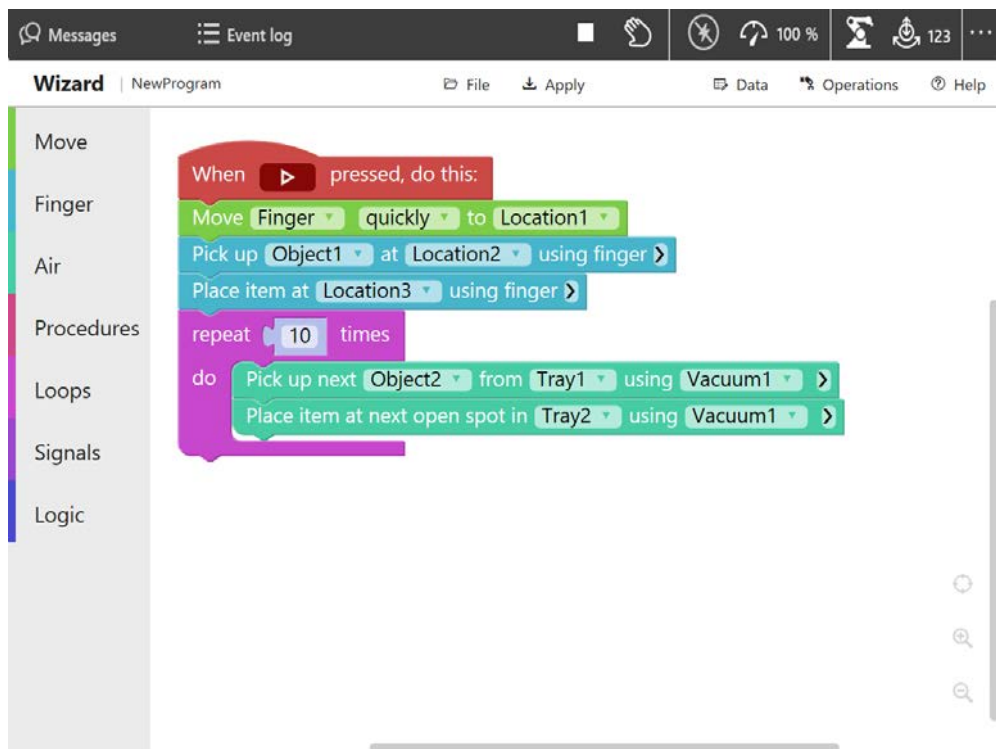 Messages Event log 100 % 123 ...
Wizard | NewProgram File Apply Data Operations Help
Move
Finger
Air
Procedures
Loops
Signals
Logic
When pressed, do this:
Move Finger quickly to Location1
Pick up Object1 at Location2 using finger
Place item at Location3 using finger
repeat 10 times
do Pick up next Object2 from Tray1 using Vacuum1
Place item at next open spot in Tray2 using Vacuum1